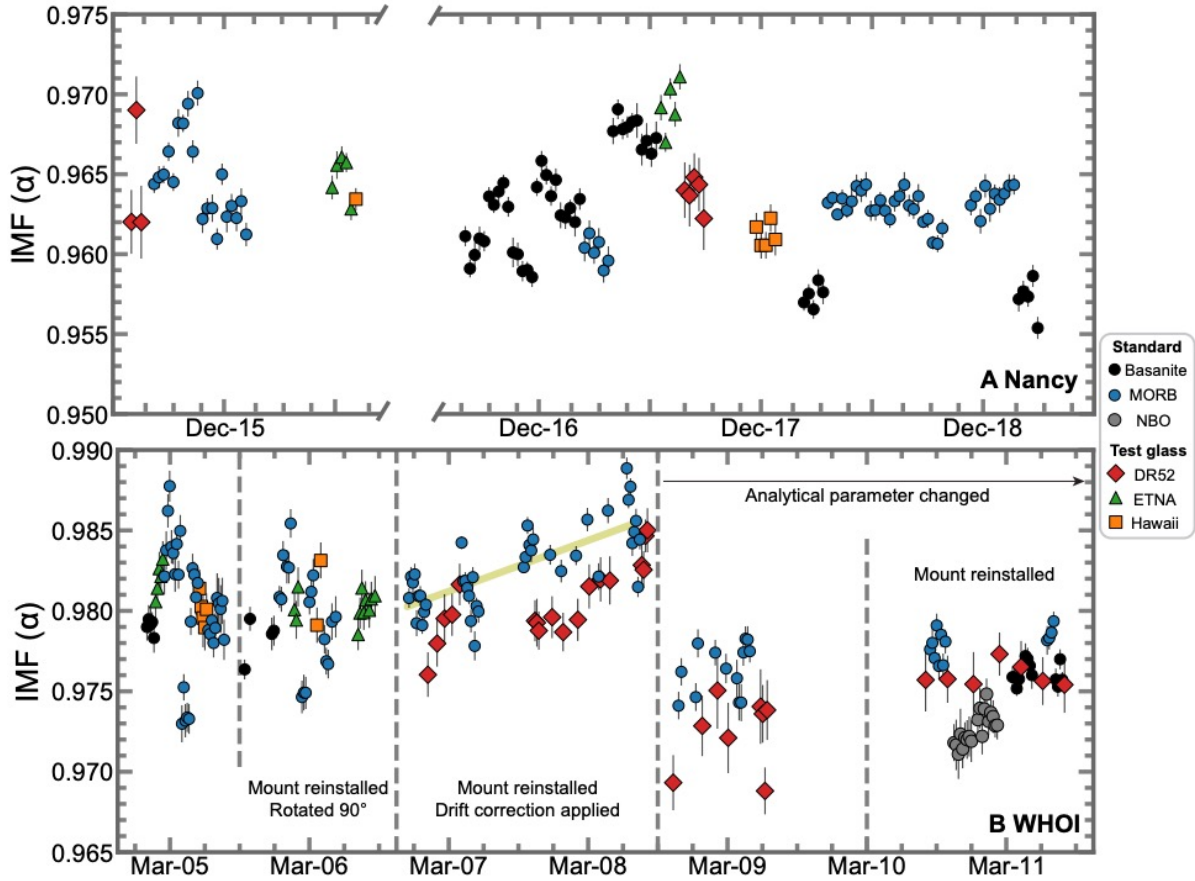 0.975
0.970
0.965
0.960
0.955
0.950
IMF (α)
A Nancy
Dec-15
Dec-16
Dec-17
Dec-18
Standard
Basanite
MORB
NBO
Test glass
DR52
ETNA
Hawaii
0.990
0.985
0.980
0.975
0.970
0.965
IMF (α)
Analytical parameter changed
Mount reinstalled
Mount reinstalled
Rotated 90°
Mount reinstalled
Drift correction applied
B WHOI
Mar-05
Mar-06
Mar-07
Mar-08
Mar-09
Mar-10
Mar-11